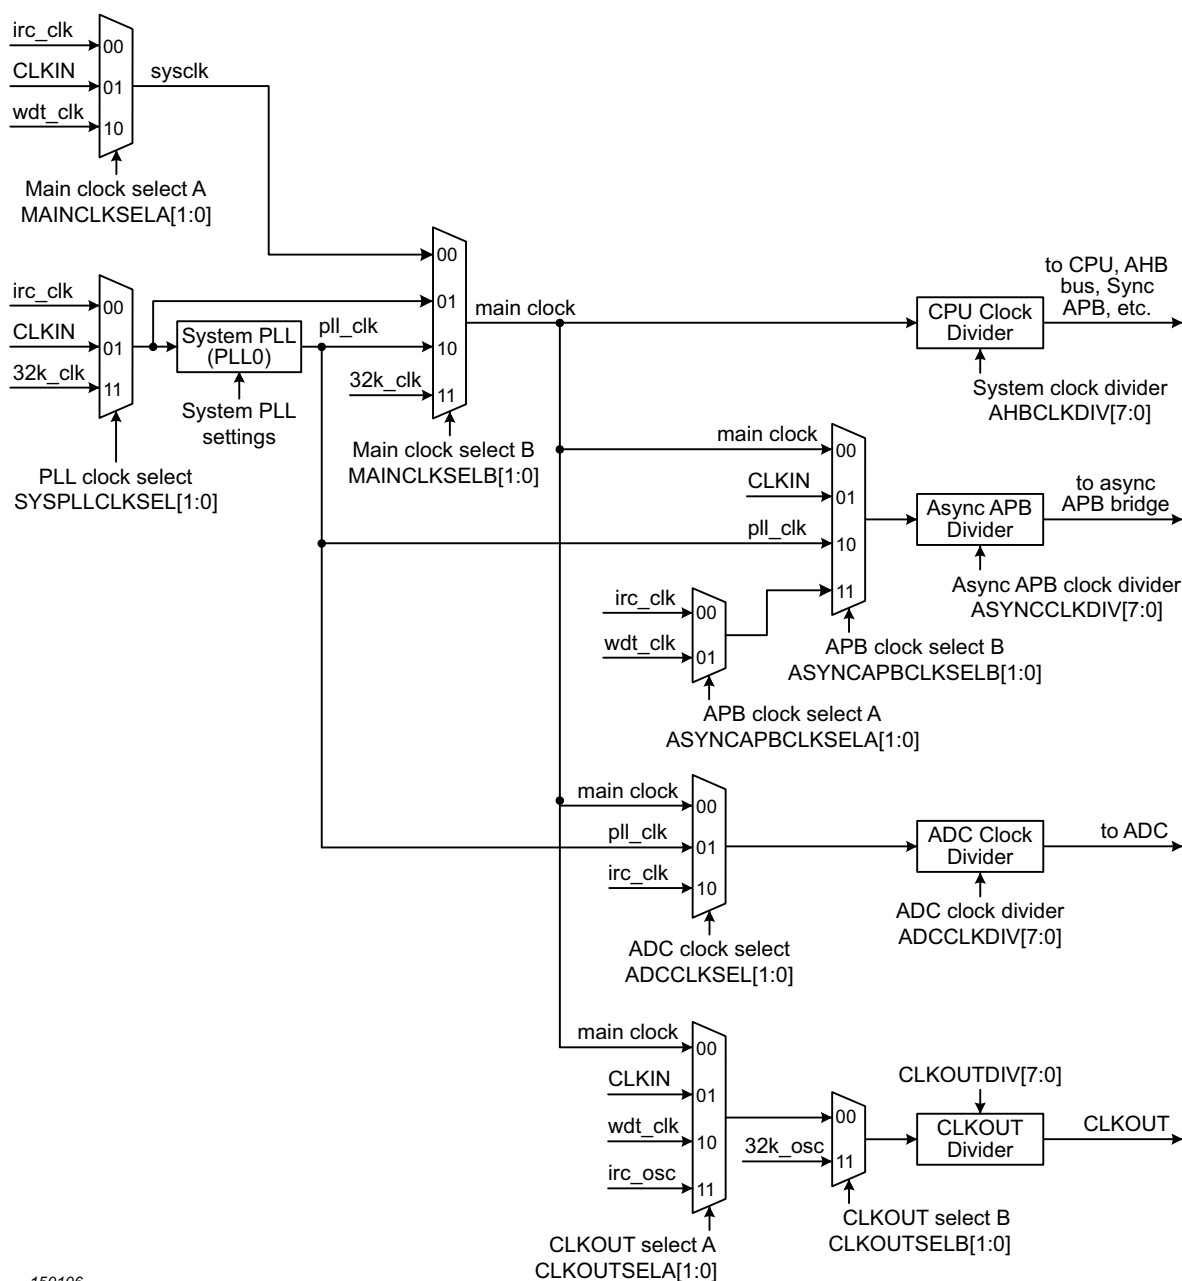 irc_clk
00
CLKIN
01
sysclk
wdt_clk
10
Main clock select A
MAINCLKSELA[1:0]
irc_clk
00
CLKIN
01
32k_clk
11
PLL clock select
SYSPLLCLKSEL[1:0]
System PLL
(PLL0)
System PLL
settings
pll_clk
32k_clk
00
01
10
11
Main clock select B
MAINCLKSELB[1:0]
main clock
CPU Clock
Divider
to CPU, AHB
bus, Sync
APB, etc.
System clock divider
AHBCLKDIV[7:0]
main clock
00
CLKIN
01
pll_clk
10
11
irc_clk
00
wdt_clk
01
APB clock select A
ASYNCAPBCLKSELA[1:0]
APB clock select B
ASYNCAPBCLKSELB[1:0]
Async APB
Divider
to async
APB bridge
Async APB clock divider
ASYNCCLKDIV[7:0]
main clock
00
pll_clk
01
irc_clk
10
ADC clock select
ADCCLKSEL[1:0]
ADC Clock
Divider
to ADC
ADC clock divider
ADCCLKDIV[7:0]
main clock
00
CLKIN
01
wdt_clk
10
irc_osc
11
CLKOUT select A
CLKOUTSELA[1:0]
00
32k_osc
11
CLKOUT select B
CLKOUTSELB[1:0]
CLKOUTDIV[7:0]
CLKOUT
Divider
CLKOUT